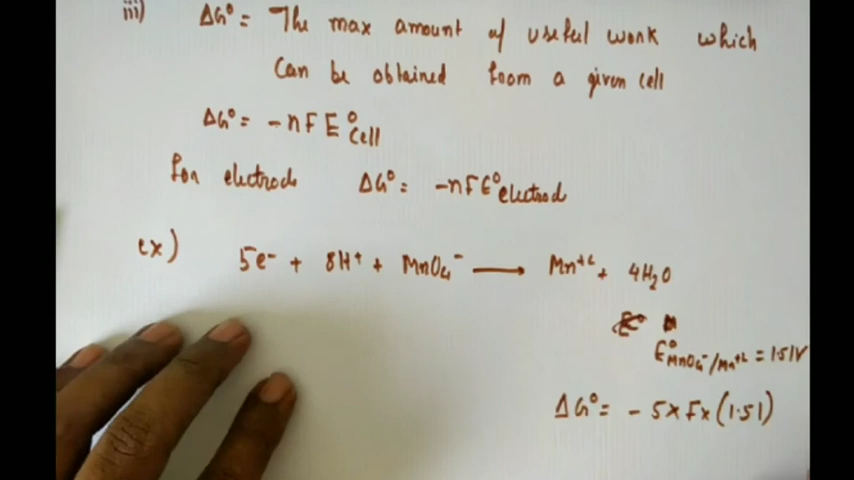 iii) ΔG° = The max amount of useful work which
can be obtained from a given cell
ΔG° = -nFE°cell
for electrode ΔG° = -nFE°electrod
ex) 5e⁻ + 8H⁺ + MnO₄⁻ ⟶ Mn⁺² + 4H₂O
E°MnO₄⁻/Mn⁺² = 1.51V
ΔG° = - 5 x F x (1.51)